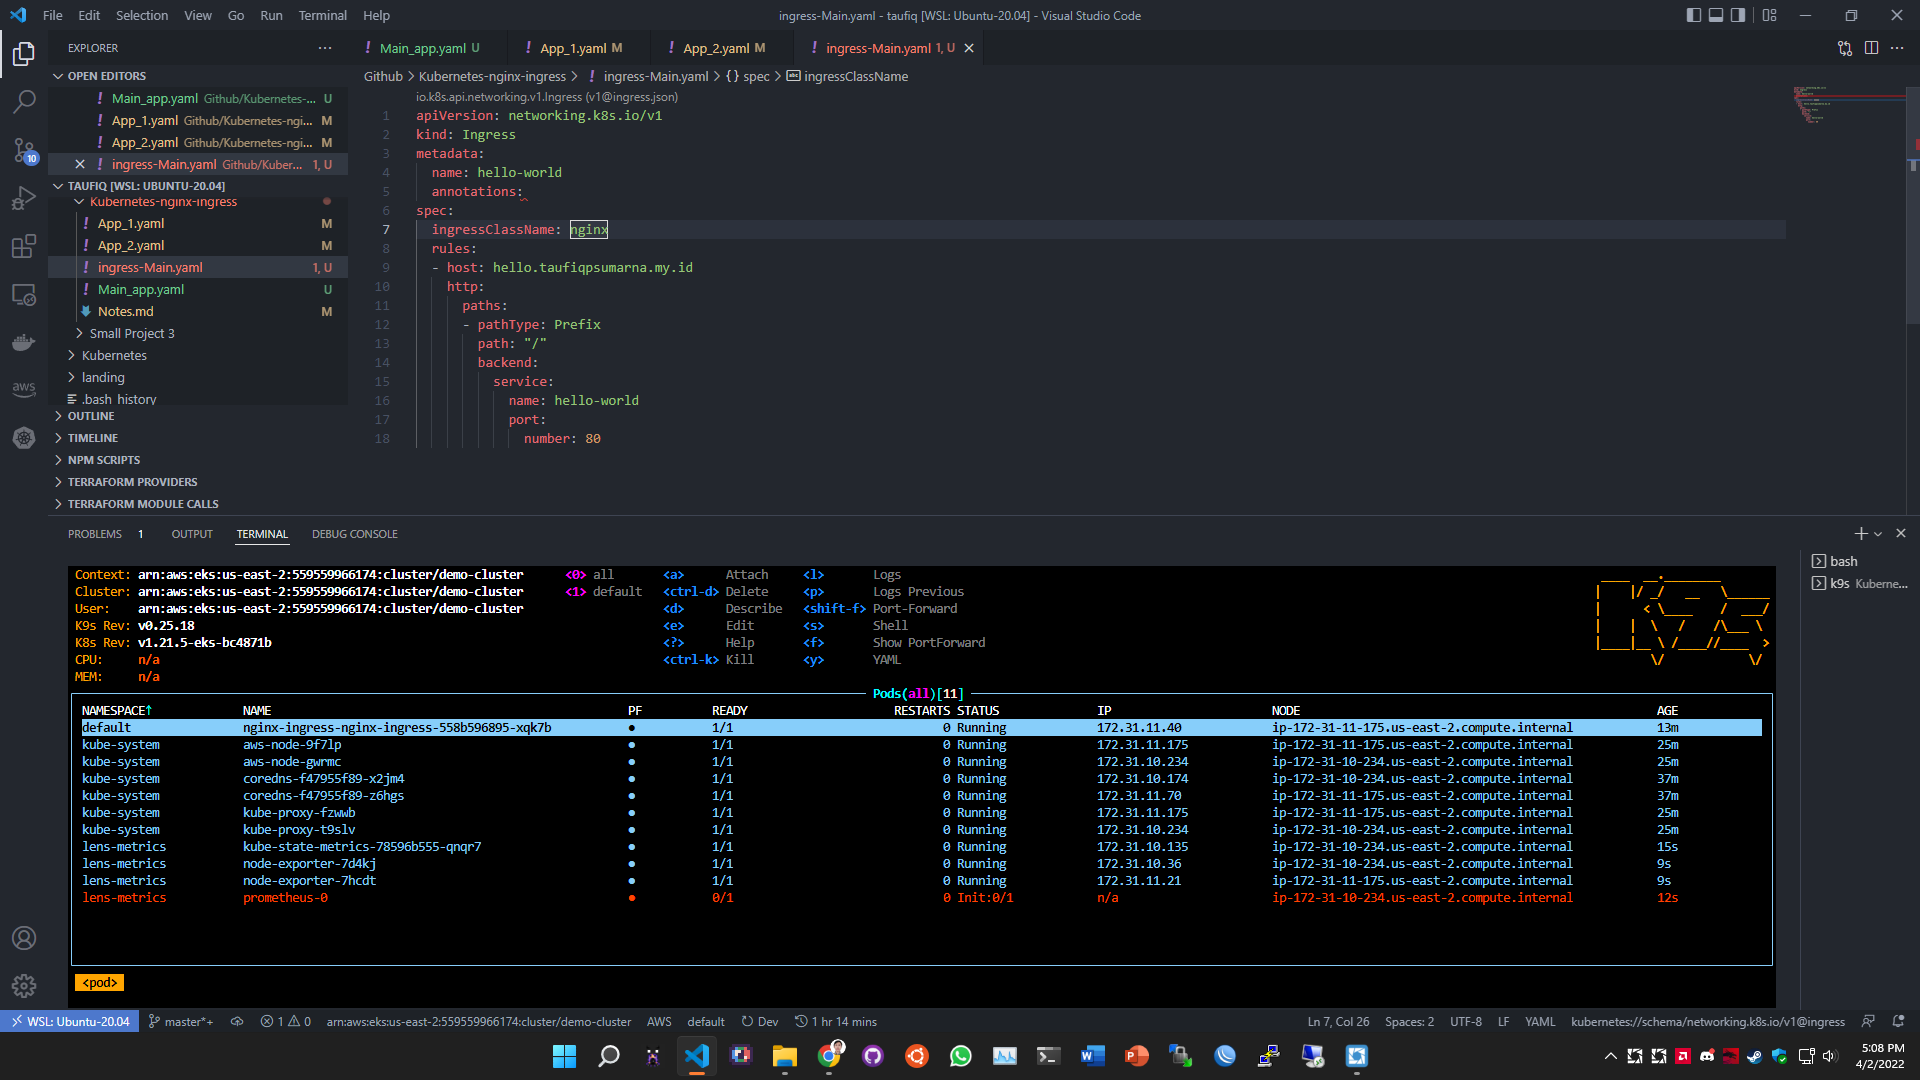 File Edit Selection View Go Run Terminal Help
ingress-Main.yaml - taufiq [WSL: Ubuntu-20.04] - Visual Studio Code
EXPLORER
OPEN EDITORS
! Main_app.yaml Github/Kubernetes-... U
! App_1.yaml Github/Kubernetes-ngi... M
! App_2.yaml Github/Kubernetes-ngi... M
! ingress-Main.yaml Github/Kuber... 1, U
TAUFIQ [WSL: UBUNTU-20.04]
Kubernetes-nginx-ingress
! App_1.yaml M
! App_2.yaml M
! ingress-Main.yaml 1, U
! Main_app.yaml U
Notes.md M
Small Project 3
Kubernetes
landing
.bash_history
OUTLINE
TIMELINE
NPM SCRIPTS
TERRAFORM PROVIDERS
TERRAFORM MODULE CALLS
10
aws
! Main_app.yaml U ! App_1.yaml M ! App_2.yaml M ! ingress-Main.yaml 1, U
Github > Kubernetes-nginx-ingress > ! ingress-Main.yaml > {} spec > abc ingressClassName
io.k8s.api.networking.v1.Ingress (v1@ingress.json)
1 apiVersion: networking.k8s.io/v1
2 kind: Ingress
3 metadata:
4 name: hello-world
5 annotations:
6 spec:
7 ingressClassName: nginx
8 rules:
9 - host: hello.taufiqpsumarna.my.id
10 http:
11 paths:
12 - pathType: Prefix
13 path: "/"
14 backend:
15 service:
16 name: hello-world
17 port:
18 number: 80
PROBLEMS 1 OUTPUT TERMINAL DEBUG CONSOLE
bash
k9s Kuberne...
Context: arn:aws:eks:us-east-2:559559966174:cluster/demo-cluster <0> all <a> Attach <l> Logs
Cluster: arn:aws:eks:us-east-2:559559966174:cluster/demo-cluster <1> default <ctrl-d> Delete <p> Logs Previous
User: arn:aws:eks:us-east-2:559559966174:cluster/demo-cluster <d> Describe <shift-f> Port-Forward
K9s Rev: v0.25.18 <e> Edit <s> Shell
K8s Rev: v1.21.5-eks-bc4871b <?> Help <f> Show PortForward
CPU: n/a <ctrl-k> Kill <y> YAML
MEM: n/a
Pods(all)[11]
NAMESPACE↑ NAME PF READY RESTARTS STATUS IP NODE AGE
default nginx-ingress-nginx-ingress-558b596895-xqk7b ● 1/1 0 Running 172.31.11.40 ip-172-31-11-175.us-east-2.compute.internal 13m
kube-system aws-node-9f7lp ● 1/1 0 Running 172.31.11.175 ip-172-31-11-175.us-east-2.compute.internal 25m
kube-system aws-node-gwrmc ● 1/1 0 Running 172.31.10.234 ip-172-31-10-234.us-east-2.compute.internal 25m
kube-system coredns-f47955f89-x2jm4 ● 1/1 0 Running 172.31.10.174 ip-172-31-10-234.us-east-2.compute.internal 37m
kube-system coredns-f47955f89-z6hgs ● 1/1 0 Running 172.31.11.70 ip-172-31-11-175.us-east-2.compute.internal 37m
kube-system kube-proxy-fzwwb ● 1/1 0 Running 172.31.11.175 ip-172-31-11-175.us-east-2.compute.internal 25m
kube-system kube-proxy-t9slv ● 1/1 0 Running 172.31.10.234 ip-172-31-10-234.us-east-2.compute.internal 25m
lens-metrics kube-state-metrics-78596b555-qnqr7 ● 1/1 0 Running 172.31.10.135 ip-172-31-10-234.us-east-2.compute.internal 15s
lens-metrics node-exporter-7d4kj ● 1/1 0 Running 172.31.10.36 ip-172-31-10-234.us-east-2.compute.internal 9s
lens-metrics node-exporter-7hcdt ● 1/1 0 Running 172.31.11.21 ip-172-31-11-175.us-east-2.compute.internal 9s
lens-metrics prometheus-0 ● 0/1 0 Init:0/1 n/a ip-172-31-10-234.us-east-2.compute.internal 12s
<pod>
WSL: Ubuntu-20.04 master*+ 1 0 arn:aws:eks:us-east-2:559559966174:cluster/demo-cluster AWS default Dev 1 hr 14 mins Ln 7, Col 26 Spaces: 2 UTF-8 LF YAML kubernetes://schema/networking.k8s.io/v1@ingress
5:08 PM
4/2/2022